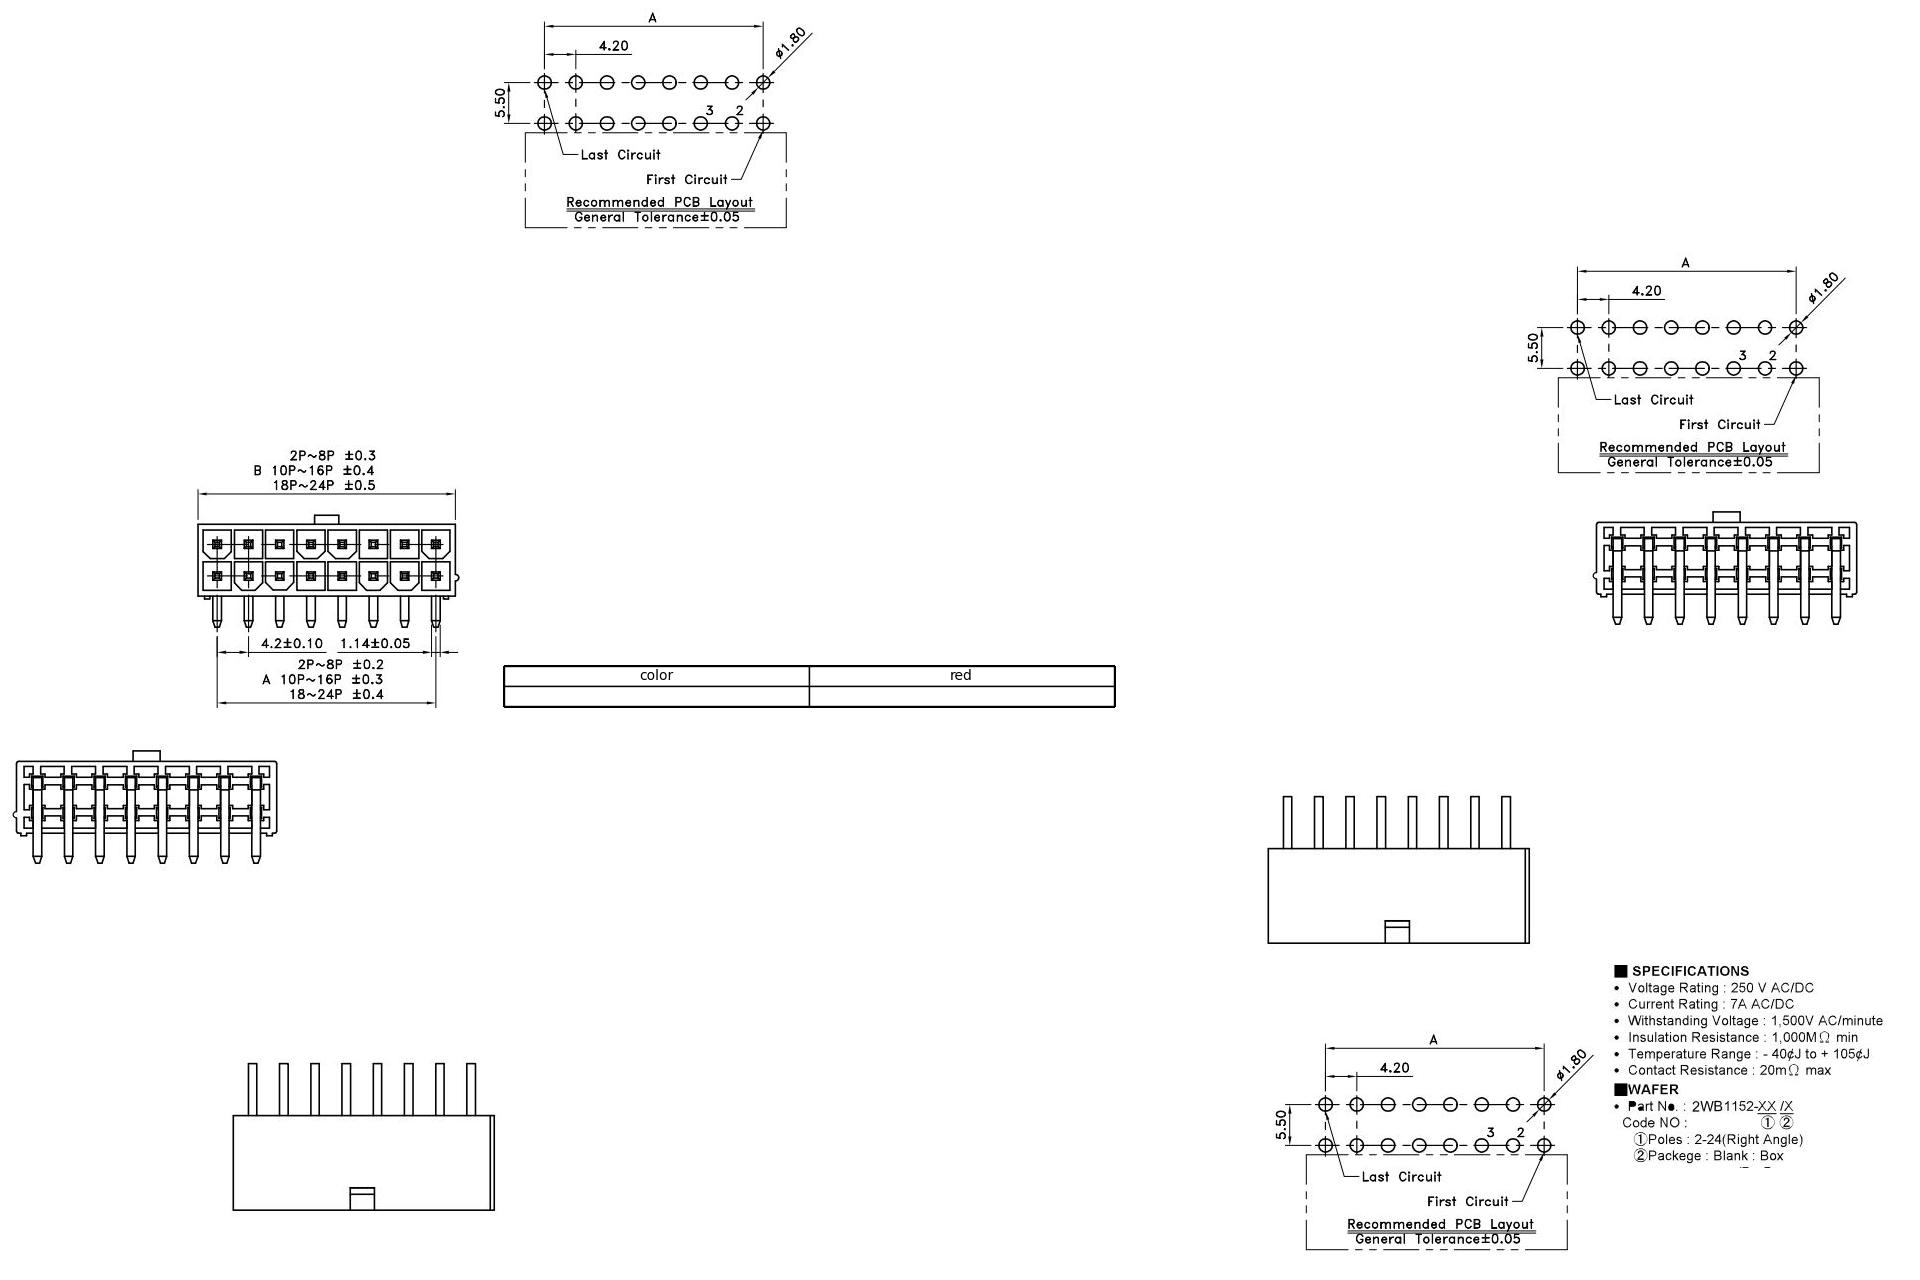 A
4.20
ø1.80
5.50
3 2
Last Circuit
First Circuit
Recommended PCB Layout
General Tolerance±0.05
A
4.20
ø1.80
5.50
3 2
Last Circuit
First Circuit
Recommended PCB Layout
General Tolerance±0.05
2P~8P ±0.3
B 10P~16P ±0.4
18P~24P ±0.5
4.2±0.10 1.14±0.05
2P~8P ±0.2
A 10P~16P ±0.3
18~24P ±0.4
color red
■ SPECIFICATIONS
• Voltage Rating : 250 V AC/DC
• Current Rating : 7A AC/DC
• Withstanding Voltage : 1,500V AC/minute
• Insulation Resistance : 1,000MΩ min
• Temperature Range : - 40¢J to + 105¢J
• Contact Resistance : 20mΩ max
■WAFER
• Part No. : 2WB1152-XX /X
Code NO : ① ②
①Poles : 2-24(Right Angle)
②Packege : Blank : Box
A
4.20
ø1.80
5.50
3 2
Last Circuit
First Circuit
Recommended PCB Layout
General Tolerance±0.05